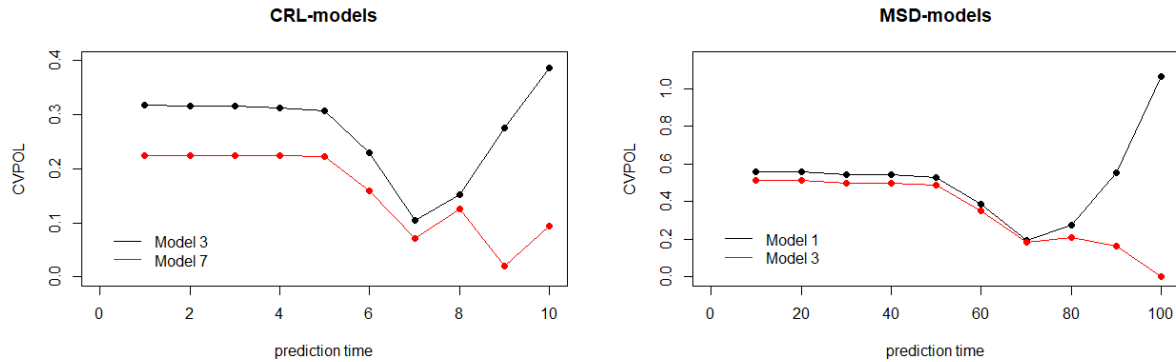 CRL-models
CVPOL
0.4
0.3
0.2
0.1
0.0
Model 3
Model 7
0 2 4 6 8 10
prediction time
MSD-models
CVPOL
1.0
0.8
0.6
0.4
0.2
0.0
Model 1
Model 3
0 20 40 60 80 100
prediction time